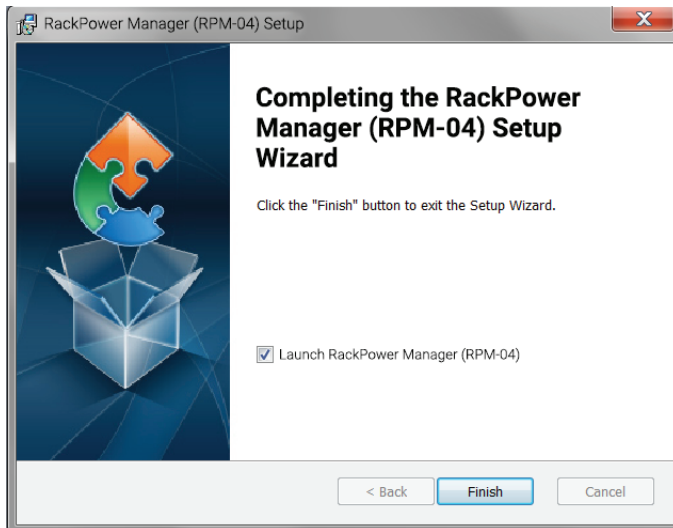 RackPower Manager (RPM-04) Setup
Completing the RackPower
Manager (RPM-04) Setup
Wizard
Click the "Finish" button to exit the Setup Wizard.
Launch RackPower Manager (RPM-04)
< Back Finish Cancel